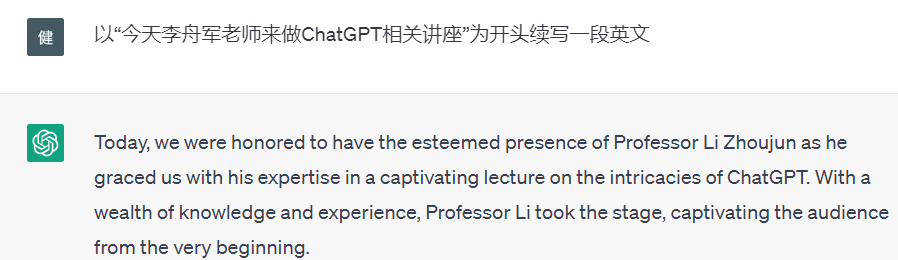 健
以“今天李舟军老师来做ChatGPT相关讲座”为开头续写一段英文
Today, we were honored to have the esteemed presence of Professor Li Zhoujun as he
graced us with his expertise in a captivating lecture on the intricacies of ChatGPT. With a
wealth of knowledge and experience, Professor Li took the stage, captivating the audience
from the very beginning.